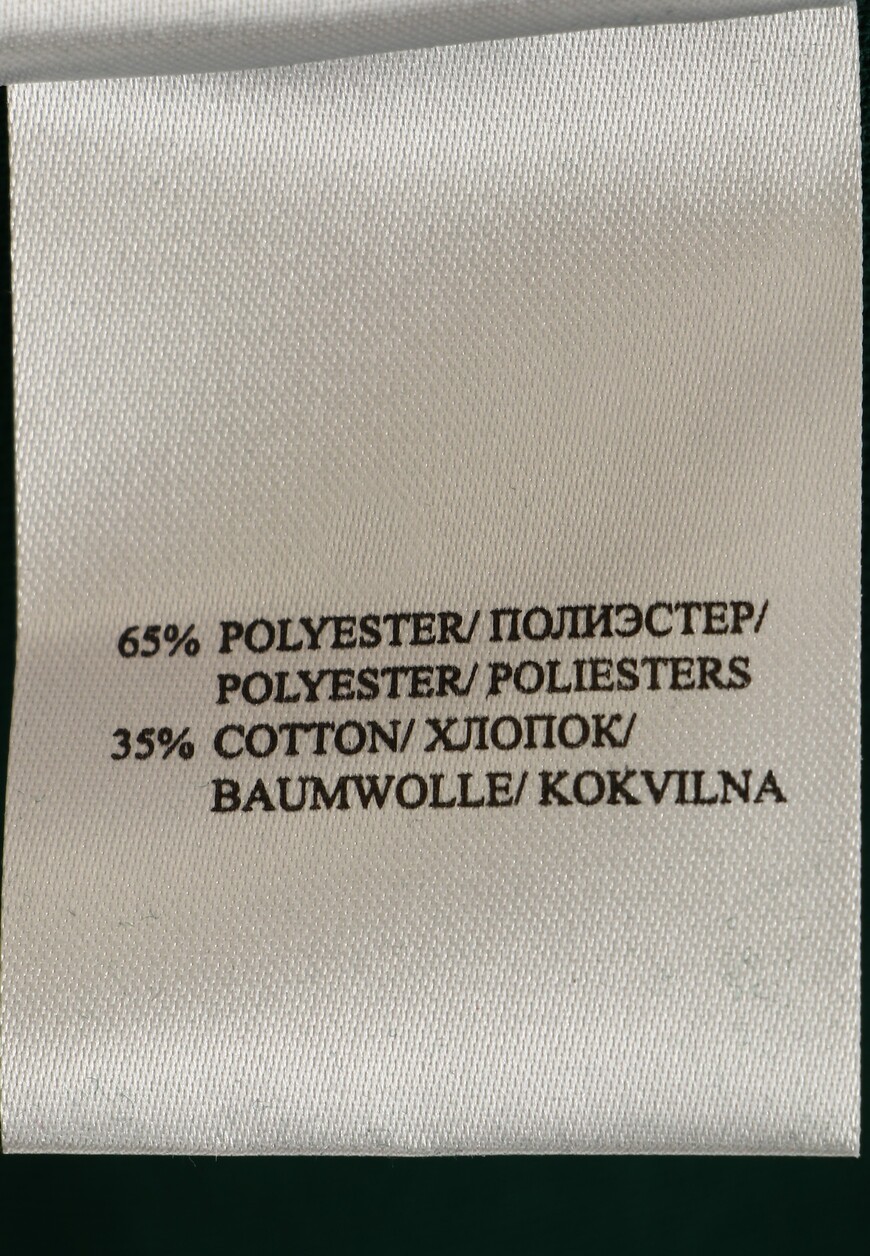 65% POLYESTER/ ПОЛИЭСТЕР/
POLYESTER/ POLIESTERS
35% COTTON/ ХЛОПОК/
BAUMWOLLE/ KOKVILNA